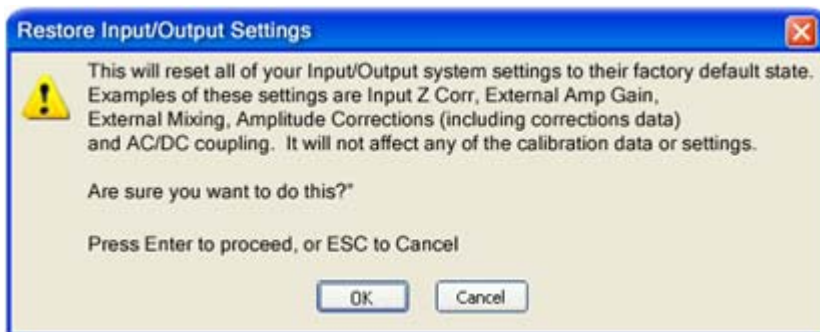 Restore Input/Output Settings
This will reset all of your Input/Output system settings to their factory default state.
Examples of these settings are Input Z Corr, External Amp Gain,
External Mixing, Amplitude Corrections (including corrections data)
and AC/DC coupling. It will not affect any of the calibration data or settings.
Are sure you want to do this?"
Press Enter to proceed, or ESC to Cancel
OK Cancel